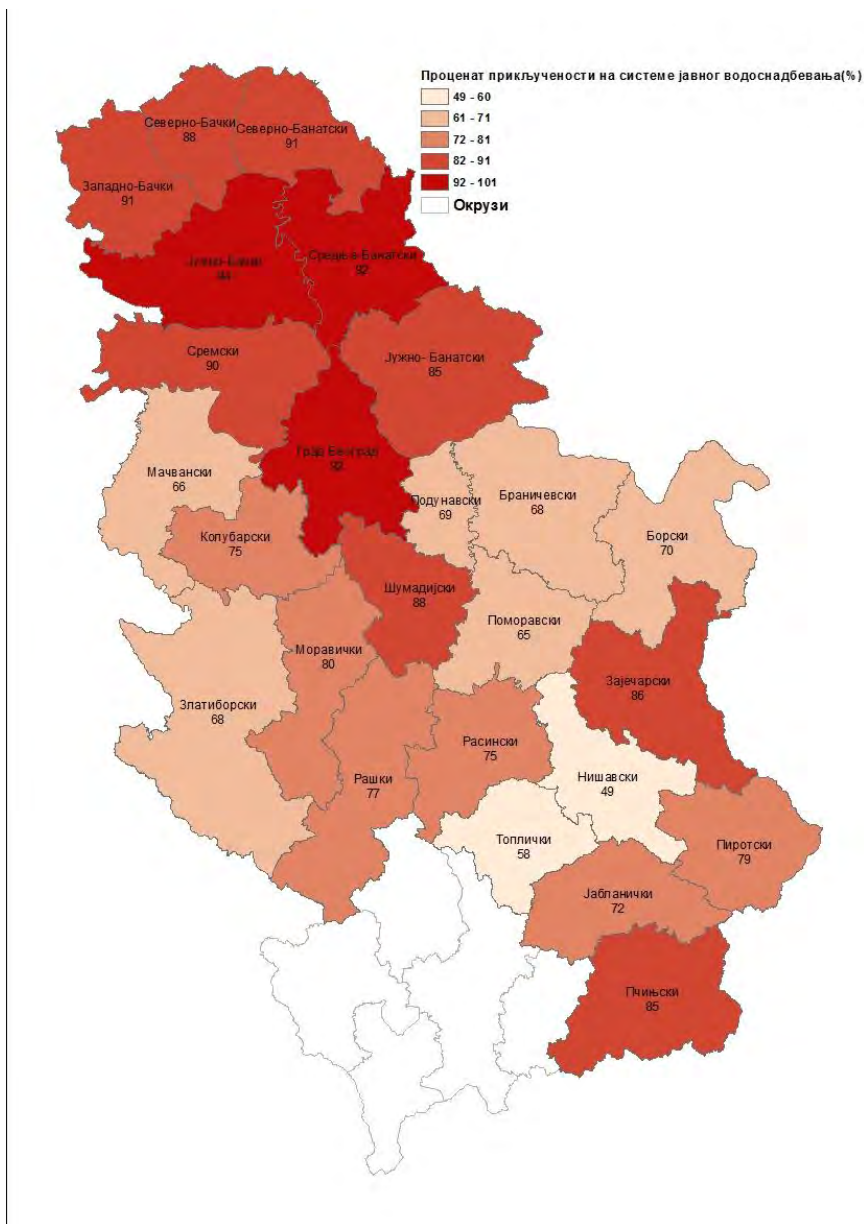 Проценат прикључености на системе јавног водоснадбевања(%)
49 - 60
61 - 71
72 - 81
82 - 91
92 - 101
Окрузи
Северно-Бачки
88
Северно-Банатски
91
Западно-Бачки
91
Средње-Банатски
92
Сремски
90
Јужно- Банатски
85
Град Београд
Мачвански
66
Подунавски
69
Браничевски
68
Колубарски
75
Борски
70
Шумадијски
88
Поморавски
65
Моравички
80
Зајечарски
86
Златиборски
68
Расински
75
Рашки
77
Нишавски
49
Топлички
58
Пиротски
79
Јабланички
72
Пчињски
85